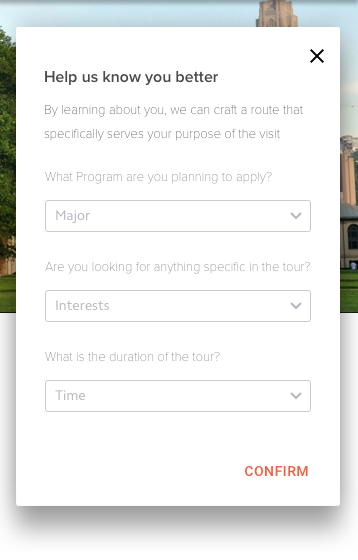 Help us know you better
By learning about you, we can craft a route that
specifically serves your purpose of the visit
What Program are you planning to apply?
Major
Are you looking for anything specific in the tour?
Interests
What is the duration of the tour?
Time
CONFIRM